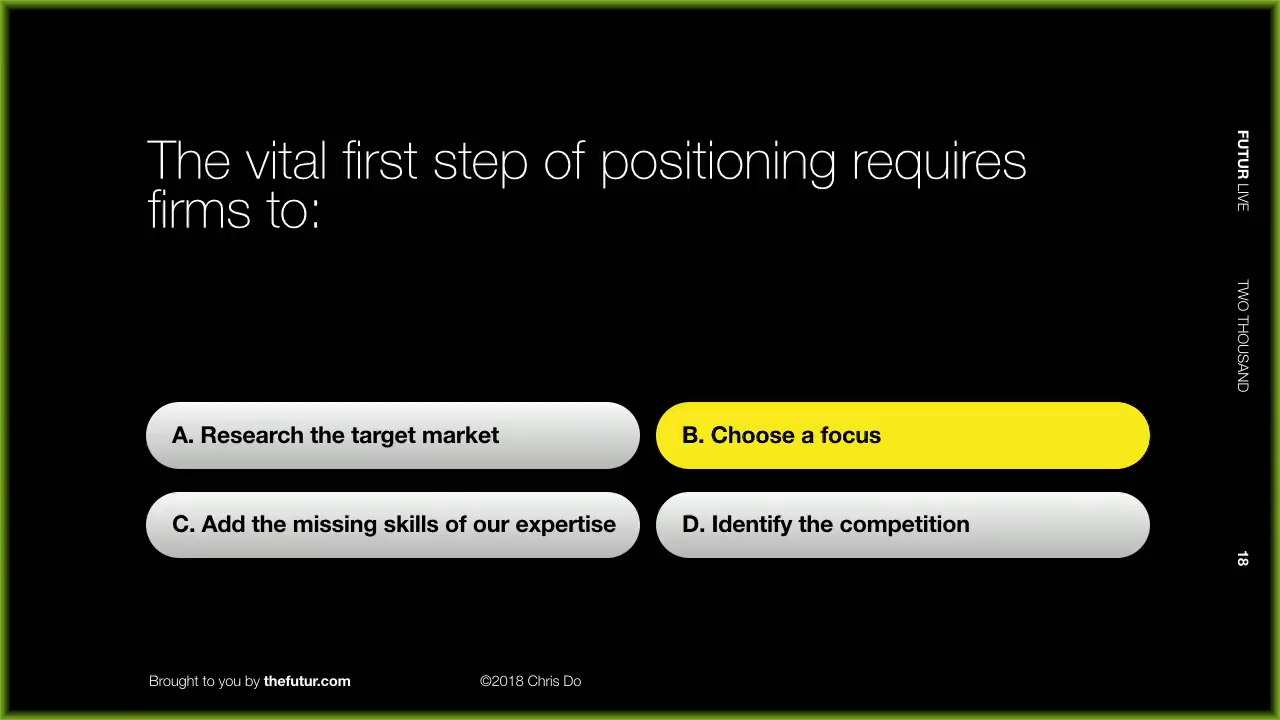 The vital first step of positioning requires
firms to:
A. Research the target market
B. Choose a focus
C. Add the missing skills of our expertise
D. Identify the competition
FUTUR LIVE
TWO THOUSAND
18
Brought to you by thefutur.com
©2018 Chris Do